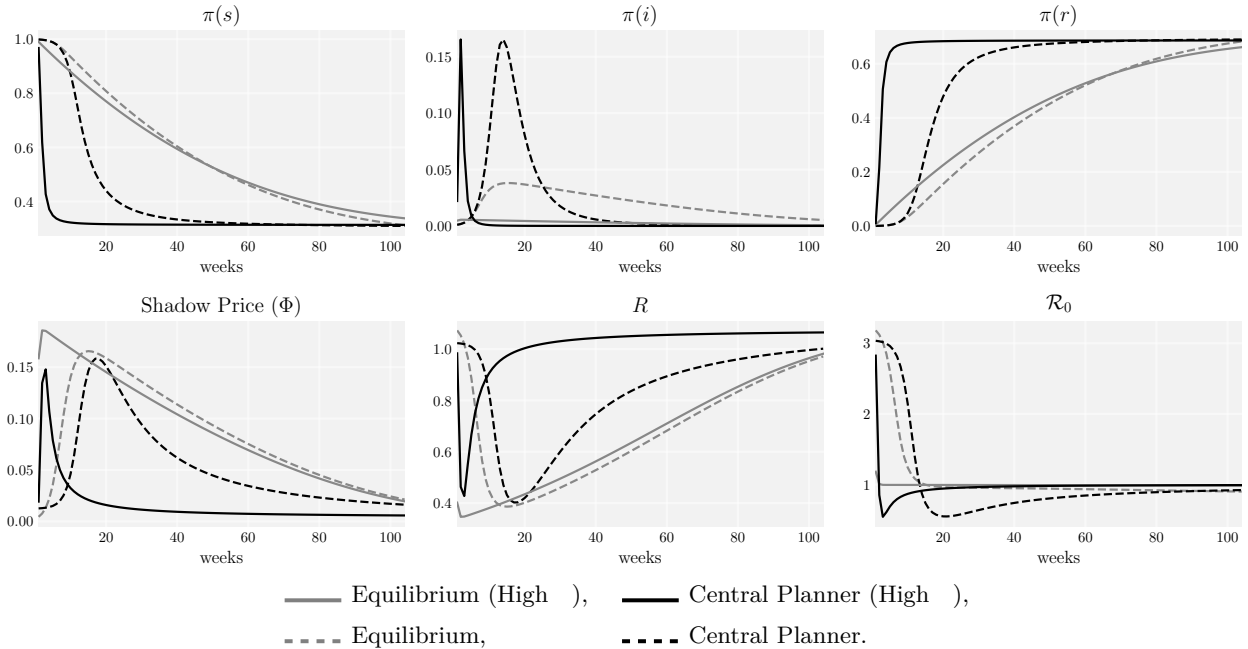 π(s) π(i) π(r)
1.0
0.8
0.6
0.4
20 40 60 80 100
weeks
0.15
0.10
0.05
0.00
20 40 60 80 100
weeks
0.6
0.4
0.2
0.0
20 40 60 80 100
weeks
Shadow Price (Φ) R ℛ₀
0.15
0.10
0.05
0.00
20 40 60 80 100
weeks
1.0
0.8
0.6
0.4
20 40 60 80 100
weeks
3
2
1
20 40 60 80 100
weeks
Equilibrium (High ), Central Planner (High ),
Equilibrium, Central Planner.